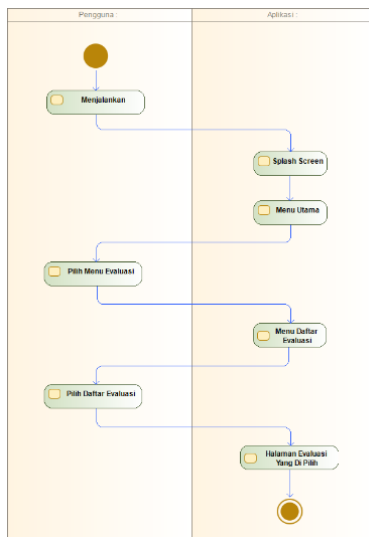 Pengguna :
Aplikasi :
Menjalankan
Splash Screen
Menu Utama
Pilih Menu Evaluasi
Menu Daftar
Evaluasi
Pilih Daftar Evaluasi
Halaman Evaluasi
Yang Di Pilih